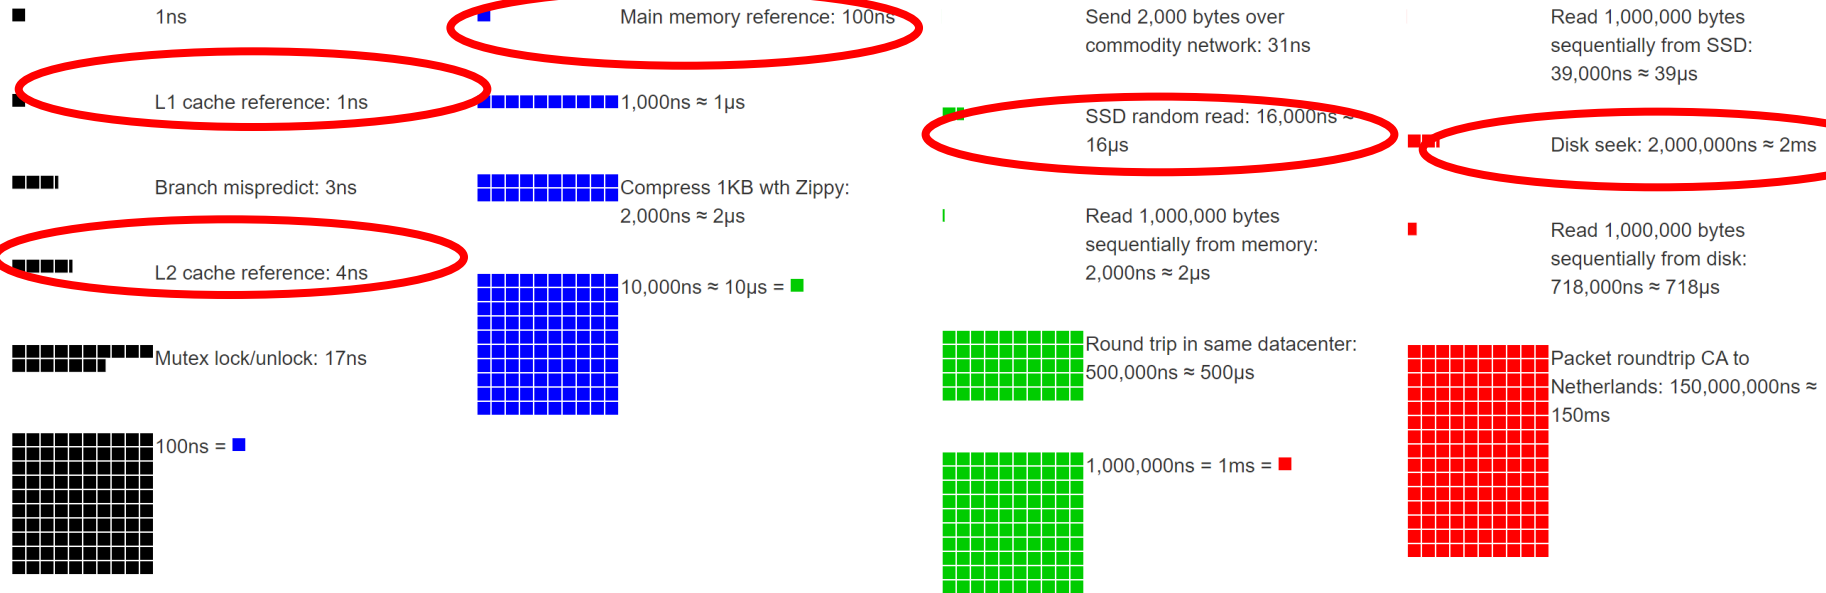 1ns
L1 cache reference: 1ns
Branch mispredict: 3ns
L2 cache reference: 4ns
Mutex lock/unlock: 17ns
100ns =
Main memory reference: 100ns
1,000ns ≈ 1μs
Compress 1KB wth Zippy:
2,000ns ≈ 2μs
10,000ns ≈ 10μs =
Send 2,000 bytes over
commodity network: 31ns
SSD random read: 16,000ns ≈
16μs
Read 1,000,000 bytes
sequentially from memory:
2,000ns ≈ 2μs
Round trip in same datacenter:
500,000ns ≈ 500μs
1,000,000ns = 1ms =
Read 1,000,000 bytes
sequentially from SSD:
39,000ns ≈ 39μs
Disk seek: 2,000,000ns ≈ 2ms
Read 1,000,000 bytes
sequentially from disk:
718,000ns ≈ 718μs
Packet roundtrip CA to
Netherlands: 150,000,000ns ≈
150ms